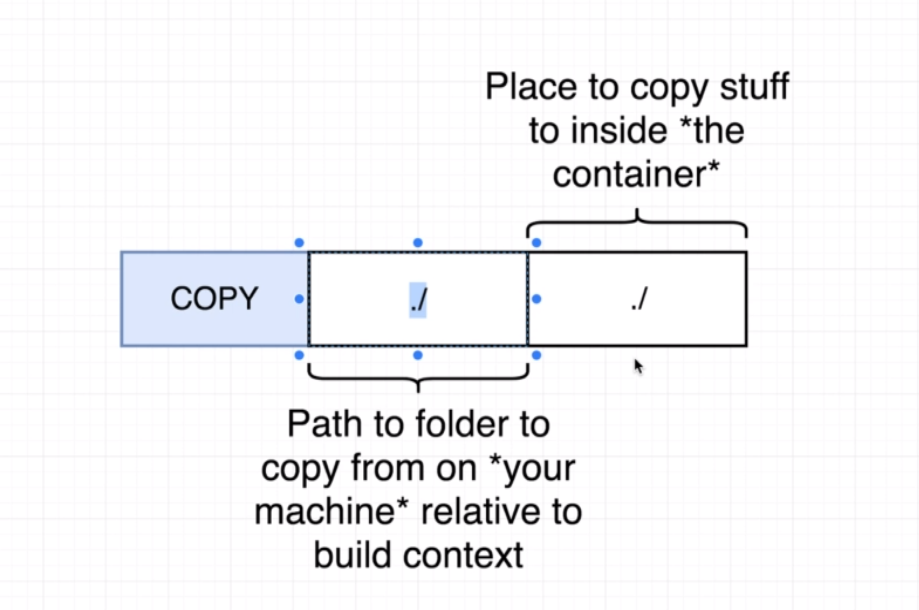 Place to copy stuff
to inside *the
container*
COPY
./
./
Path to folder to
copy from on *your
machine* relative to
build context